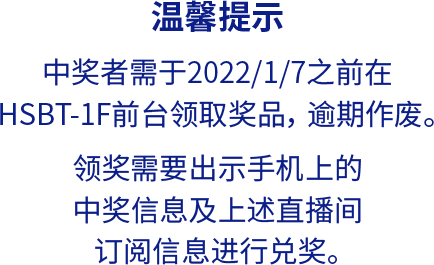 温馨提示
中奖者需于2022/1/7之前在
HSBT-1F前台领取奖品，逾期作废。
领奖需要出示手机上的
中奖信息及上述直播间
订阅信息进行兑奖。